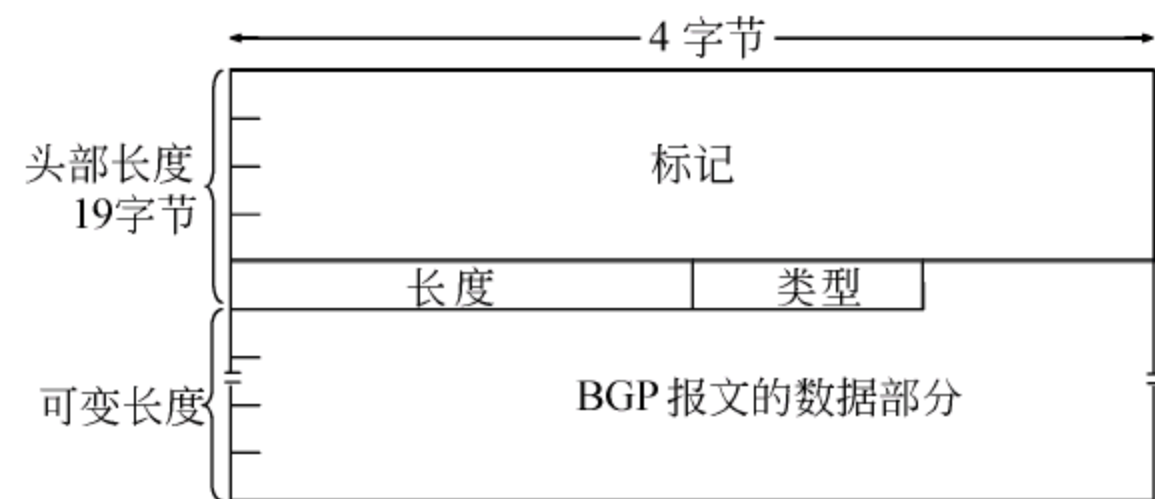 4 字节
标记
头部长度
19字节
长度
类型
可变长度
BGP 报文的数据部分